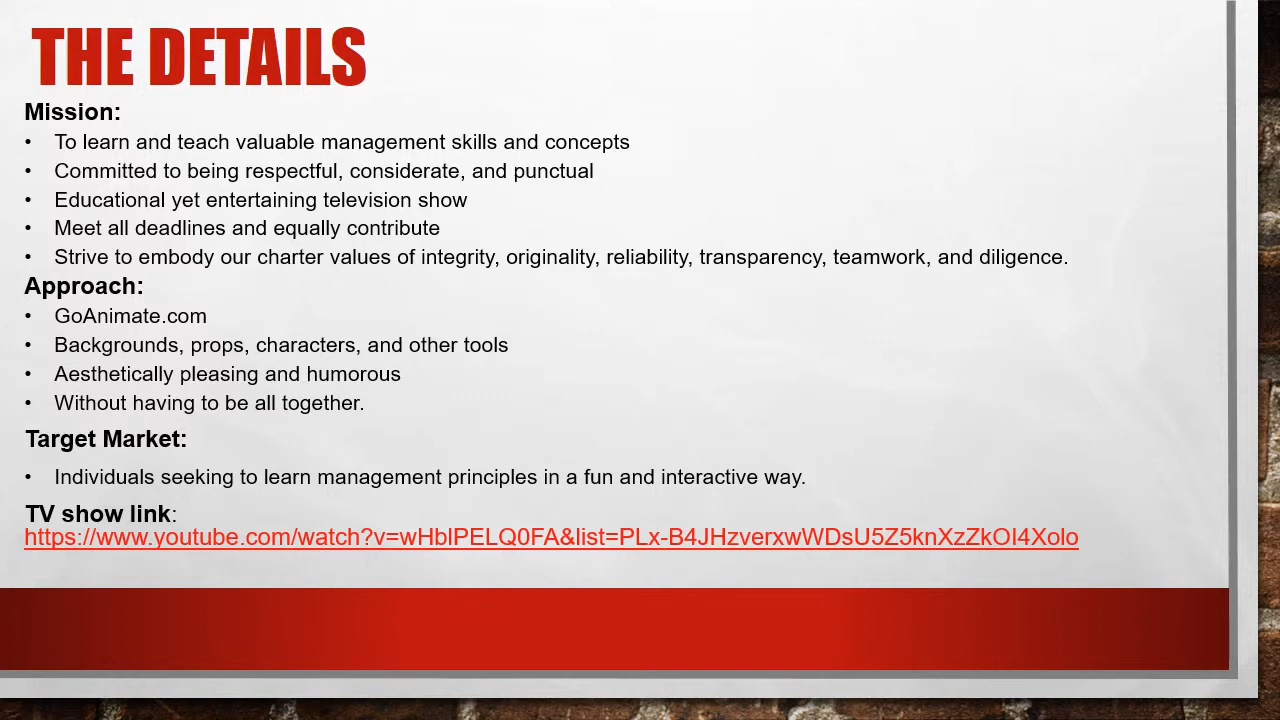 THE DETAILS
Mission:
• To learn and teach valuable management skills and concepts
• Committed to being respectful, considerate, and punctual
• Educational yet entertaining television show
• Meet all deadlines and equally contribute
• Strive to embody our charter values of integrity, originality, reliability, transparency, teamwork, and diligence.
Approach:
• GoAnimate.com
• Backgrounds, props, characters, and other tools
• Aesthetically pleasing and humorous
• Without having to be all together.
Target Market:
• Individuals seeking to learn management principles in a fun and interactive way.
TV show link:
https://www.youtube.com/watch?v=wHblPELQ0FA&list=PLx-B4JHzverxwWDsU5Z5knXzZkOl4Xolo